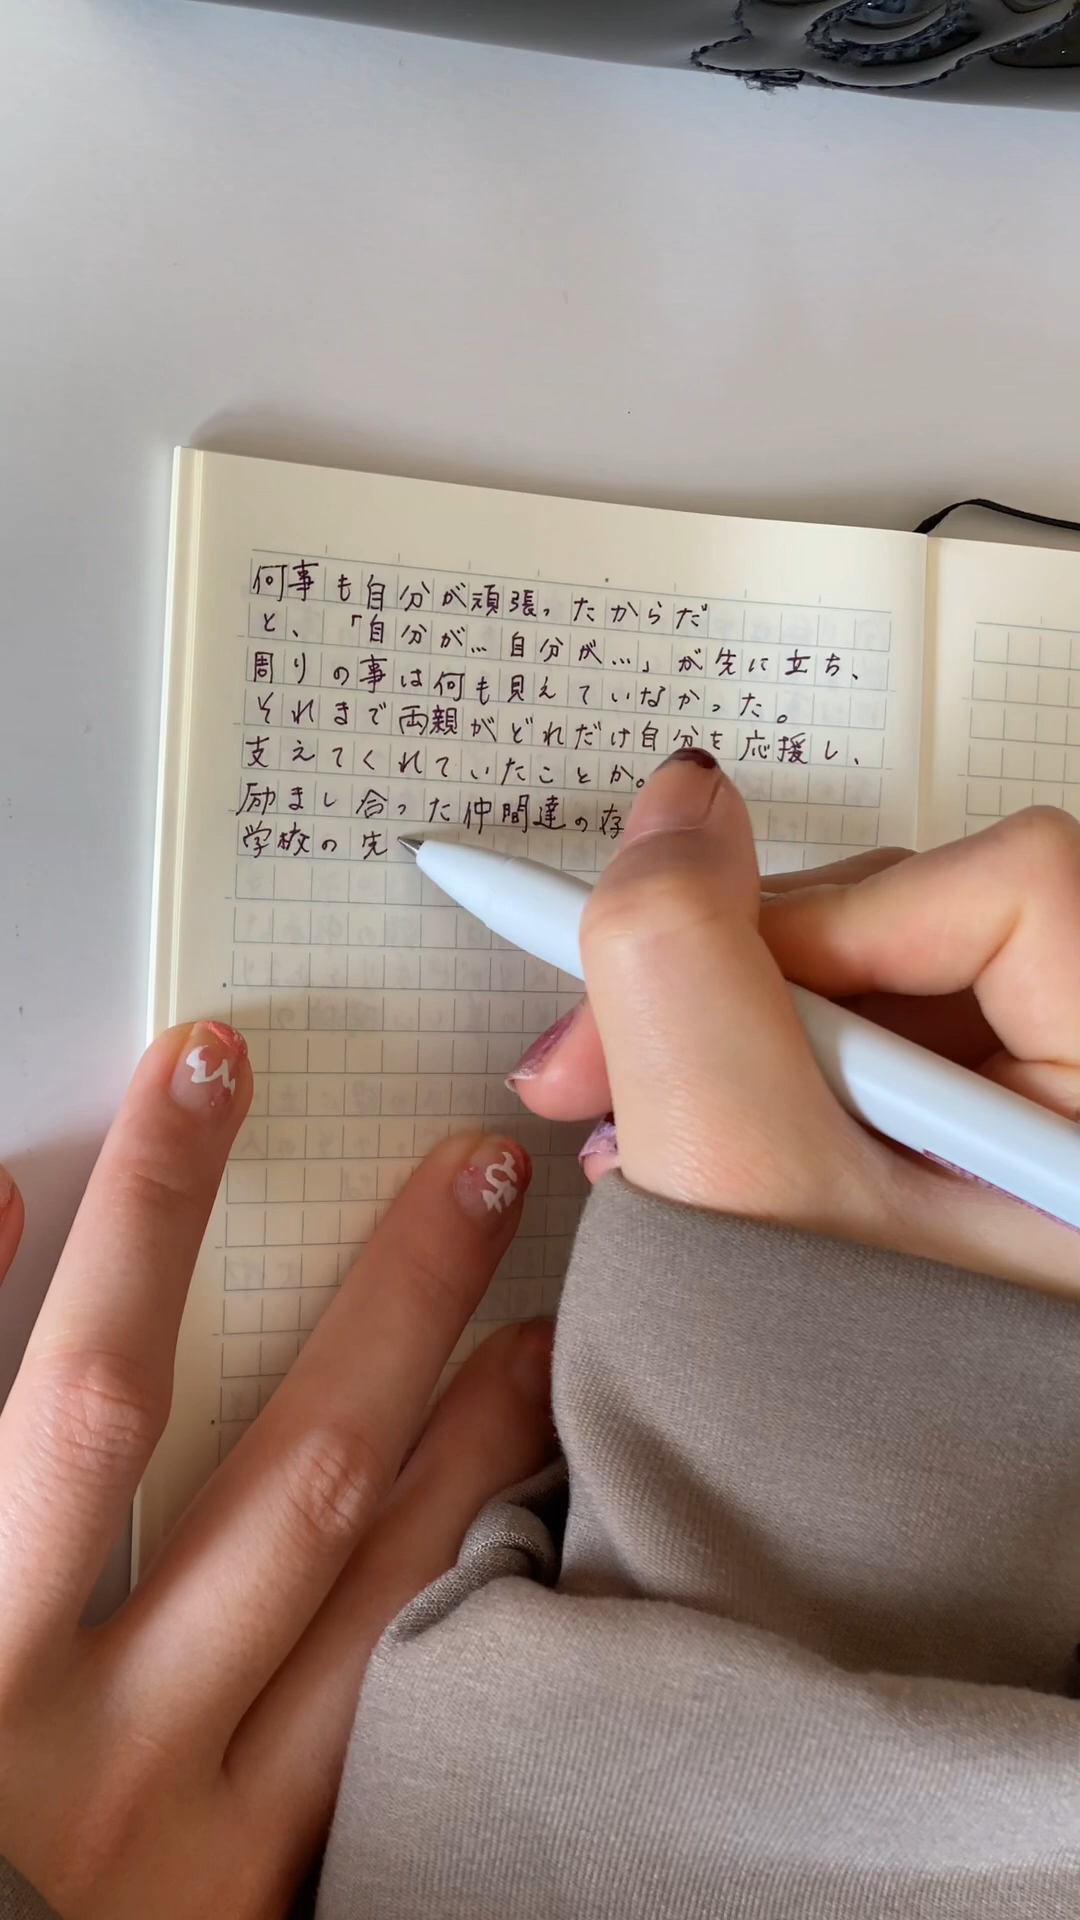 何事も自分が頑張ったからだ
と、「自分が…自分が…」が先に立ち、
周りの事は何も見えていなかった。
それまで両親がどれだけ自分を応援し、
支えてくれていたことか。
励まし合った仲間達の存
学校の先